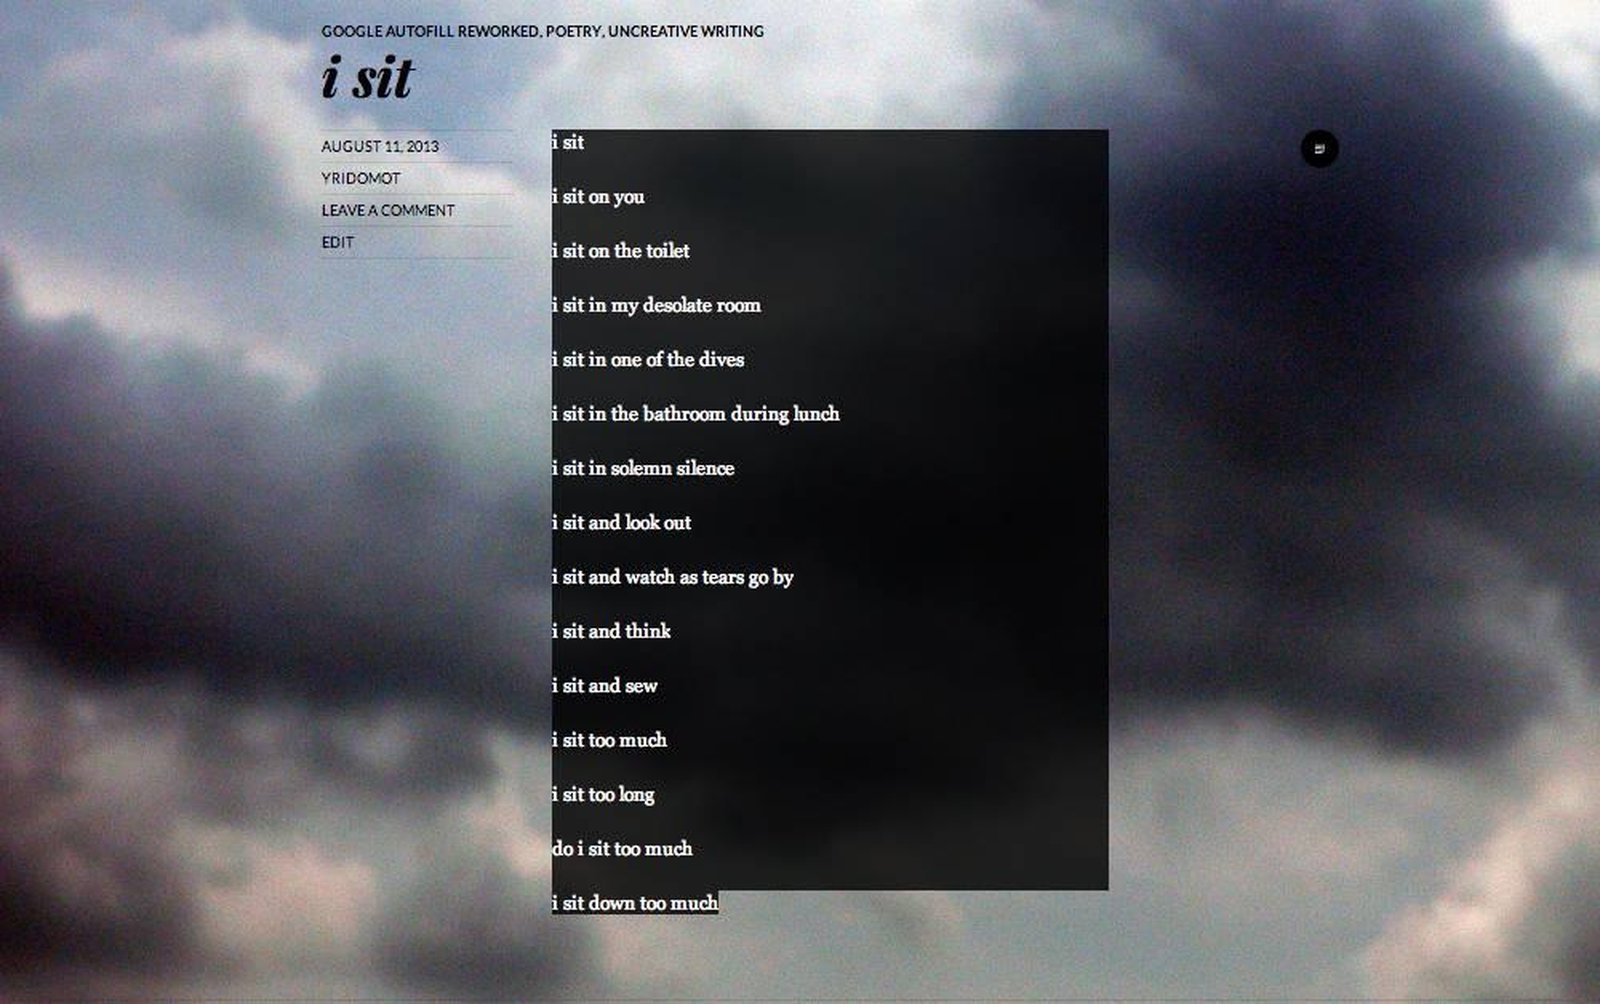 GOOGLE AUTOFILL REWORKED, POETRY, UNCREATIVE WRITING
i sit
AUGUST 11, 2013
YRIDOMOT
LEAVE A COMMENT
EDIT
i sit
i sit on you
i sit on the toilet
i sit in my desolate room
i sit in one of the dives
i sit in the bathroom during lunch
i sit in solemn silence
i sit and look out
i sit and watch as tears go by
i sit and think
i sit and sew
i sit too much
i sit too long
do i sit too much
i sit down too much